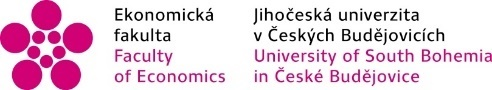 Ekonomická
fakulta
Faculty
of Economics
Jihočeská univerzita
v Českých Budějovicích
University of South Bohemia
in České Budějovice